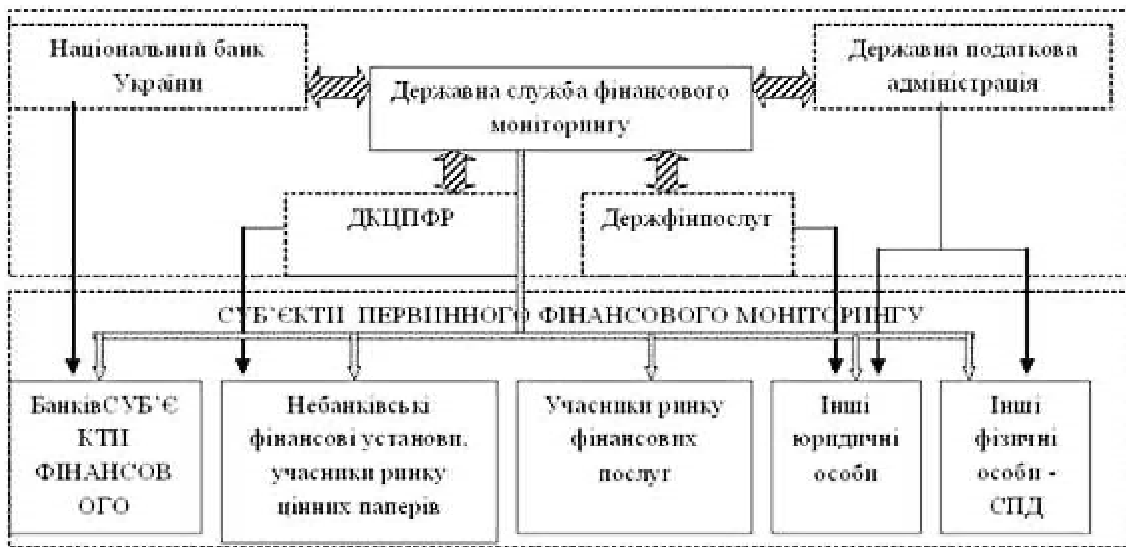 Національний банк
України
Державна служба фінансового
моніторингу
Державна податкова
адміністрація
ДКЦПФР
Держфінпослуг
СУБ’ЄКТИ ПЕРВИННОГО ФІНАНСОВОГО МОНІТОРИНГУ
БанківСУБ’Є
КТИ
ФІНАНСОВ
ОГО
Небанківські
фінансові установи,
учасники ринку
цінних паперів
Учасники ринку
фінансових
послуг
Інші
юридичні
особи
Інші
фізичні
особи -
СПД